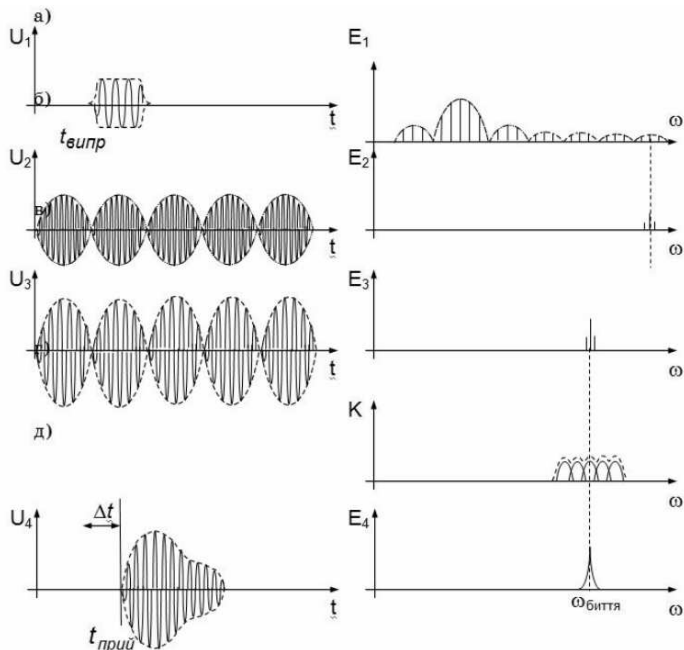 а)
U1
E1
ω
б)
t
tвипр
U2
E2
в)
t
ω
U3
E3
г)
t
ω
K
д)
ω
U4
Δt
E4
t
ωбиття
ω
tприй